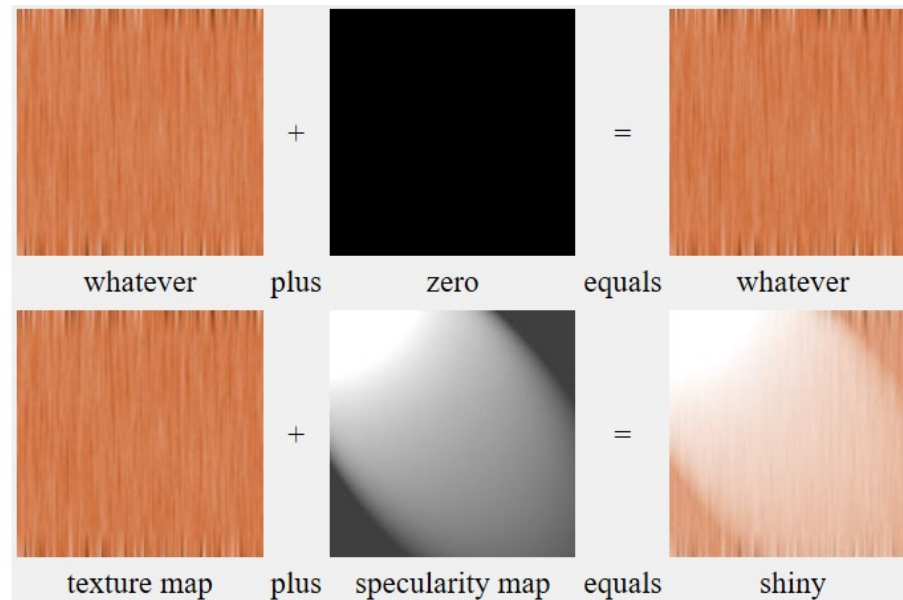 + =
whatever plus zero equals whatever
+ =
texture map plus specularity map equals shiny